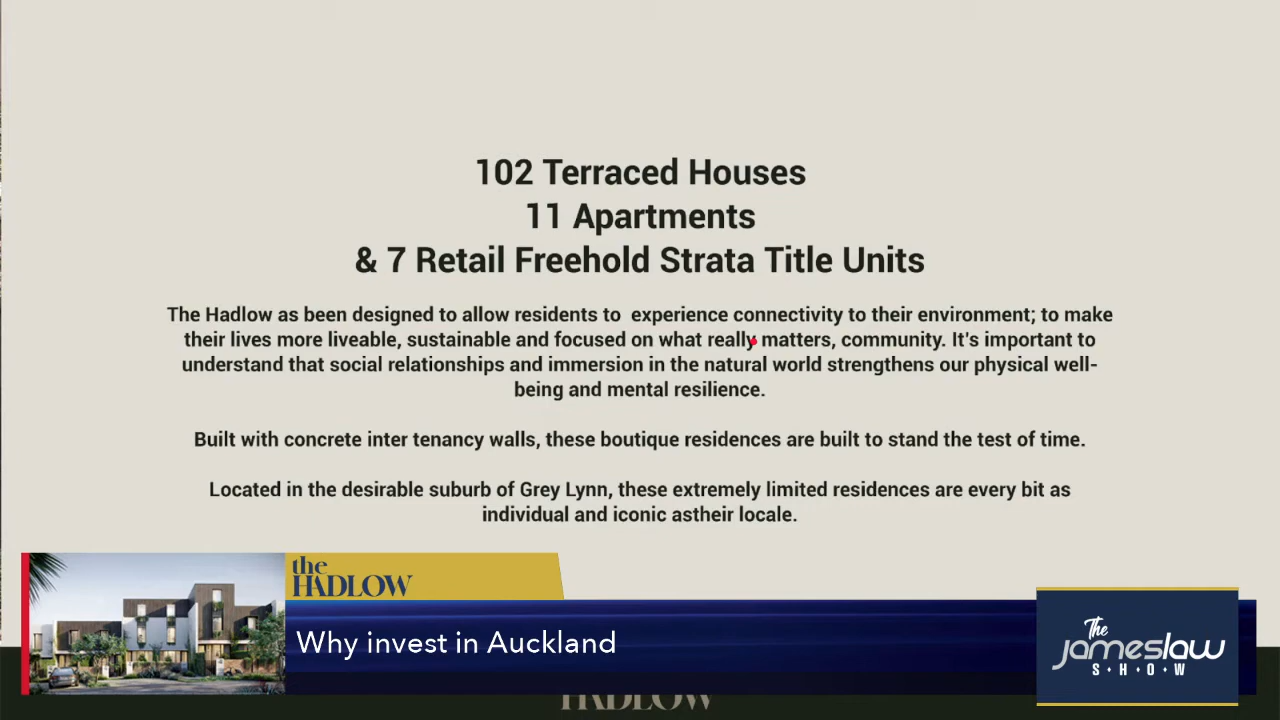 102 Terraced Houses
11 Apartments
& 7 Retail Freehold Strata Title Units
The Hadlow as been designed to allow residents to experience connectivity to their environment; to make
their lives more liveable, sustainable and focused on what really matters, community. It's important to
understand that social relationships and immersion in the natural world strengthens our physical well-
being and mental resilience.
Built with concrete inter tenancy walls, these boutique residences are built to stand the test of time.
Located in the desirable suburb of Grey Lynn, these extremely limited residences are every bit as
individual and iconic astheir locale.
the
HADLOW
Why invest in Auckland
The
jameslaw
S·H·O·W
HADLOW